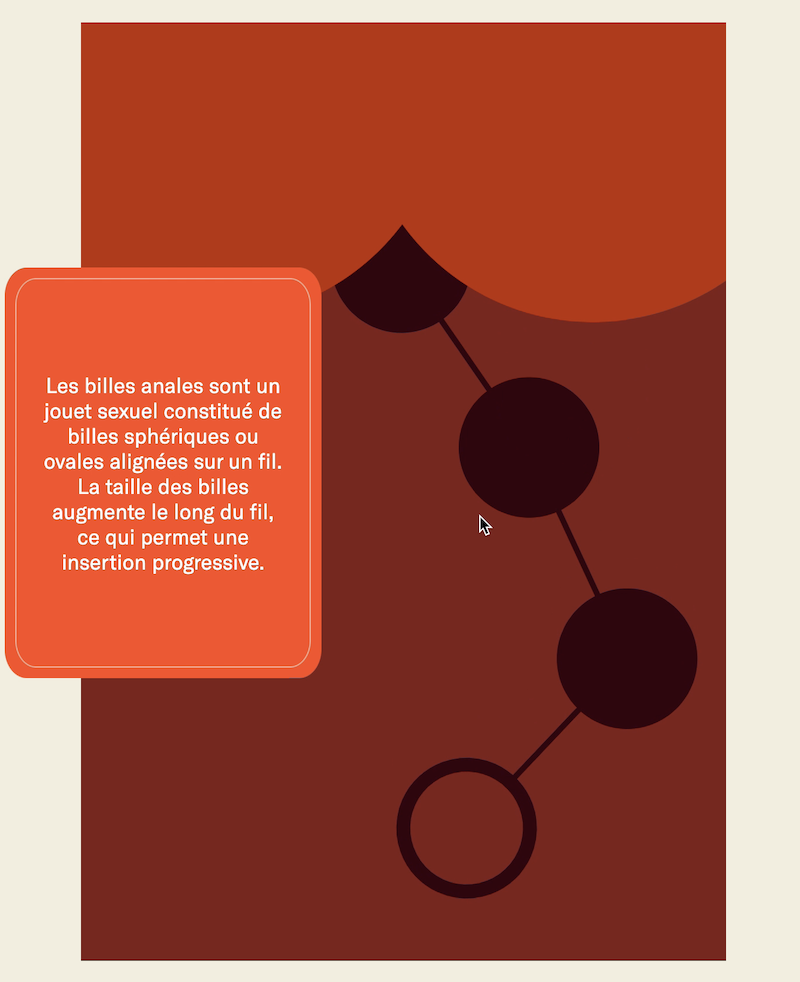 Les billes anales sont un
jouet sexuel constitué de
billes sphériques ou
ovales alignées sur un fil.
La taille des billes
augmente le long du fil,
ce qui permet une
insertion progressive.